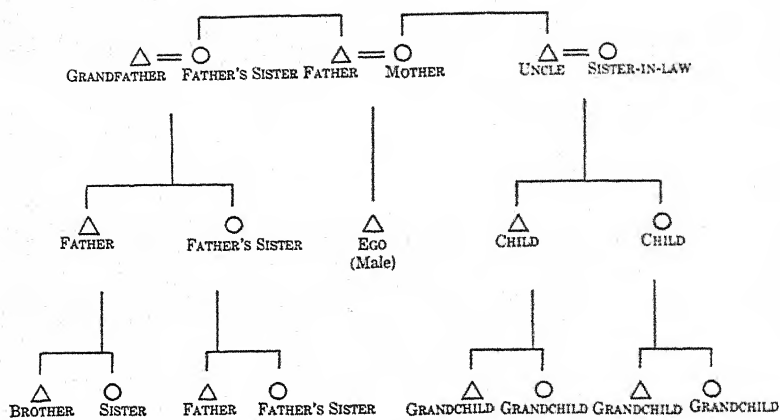 GRANDFATHER FATHER'S SISTER FATHER MOTHER UNCLE SISTER-IN-LAW
FATHER FATHER'S SISTER EGO CHILD CHILD
(Male)
BROTHER SISTER FATHER FATHER'S SISTER GRANDCHILD GRANDCHILD GRANDCHILD GRANDCHILD